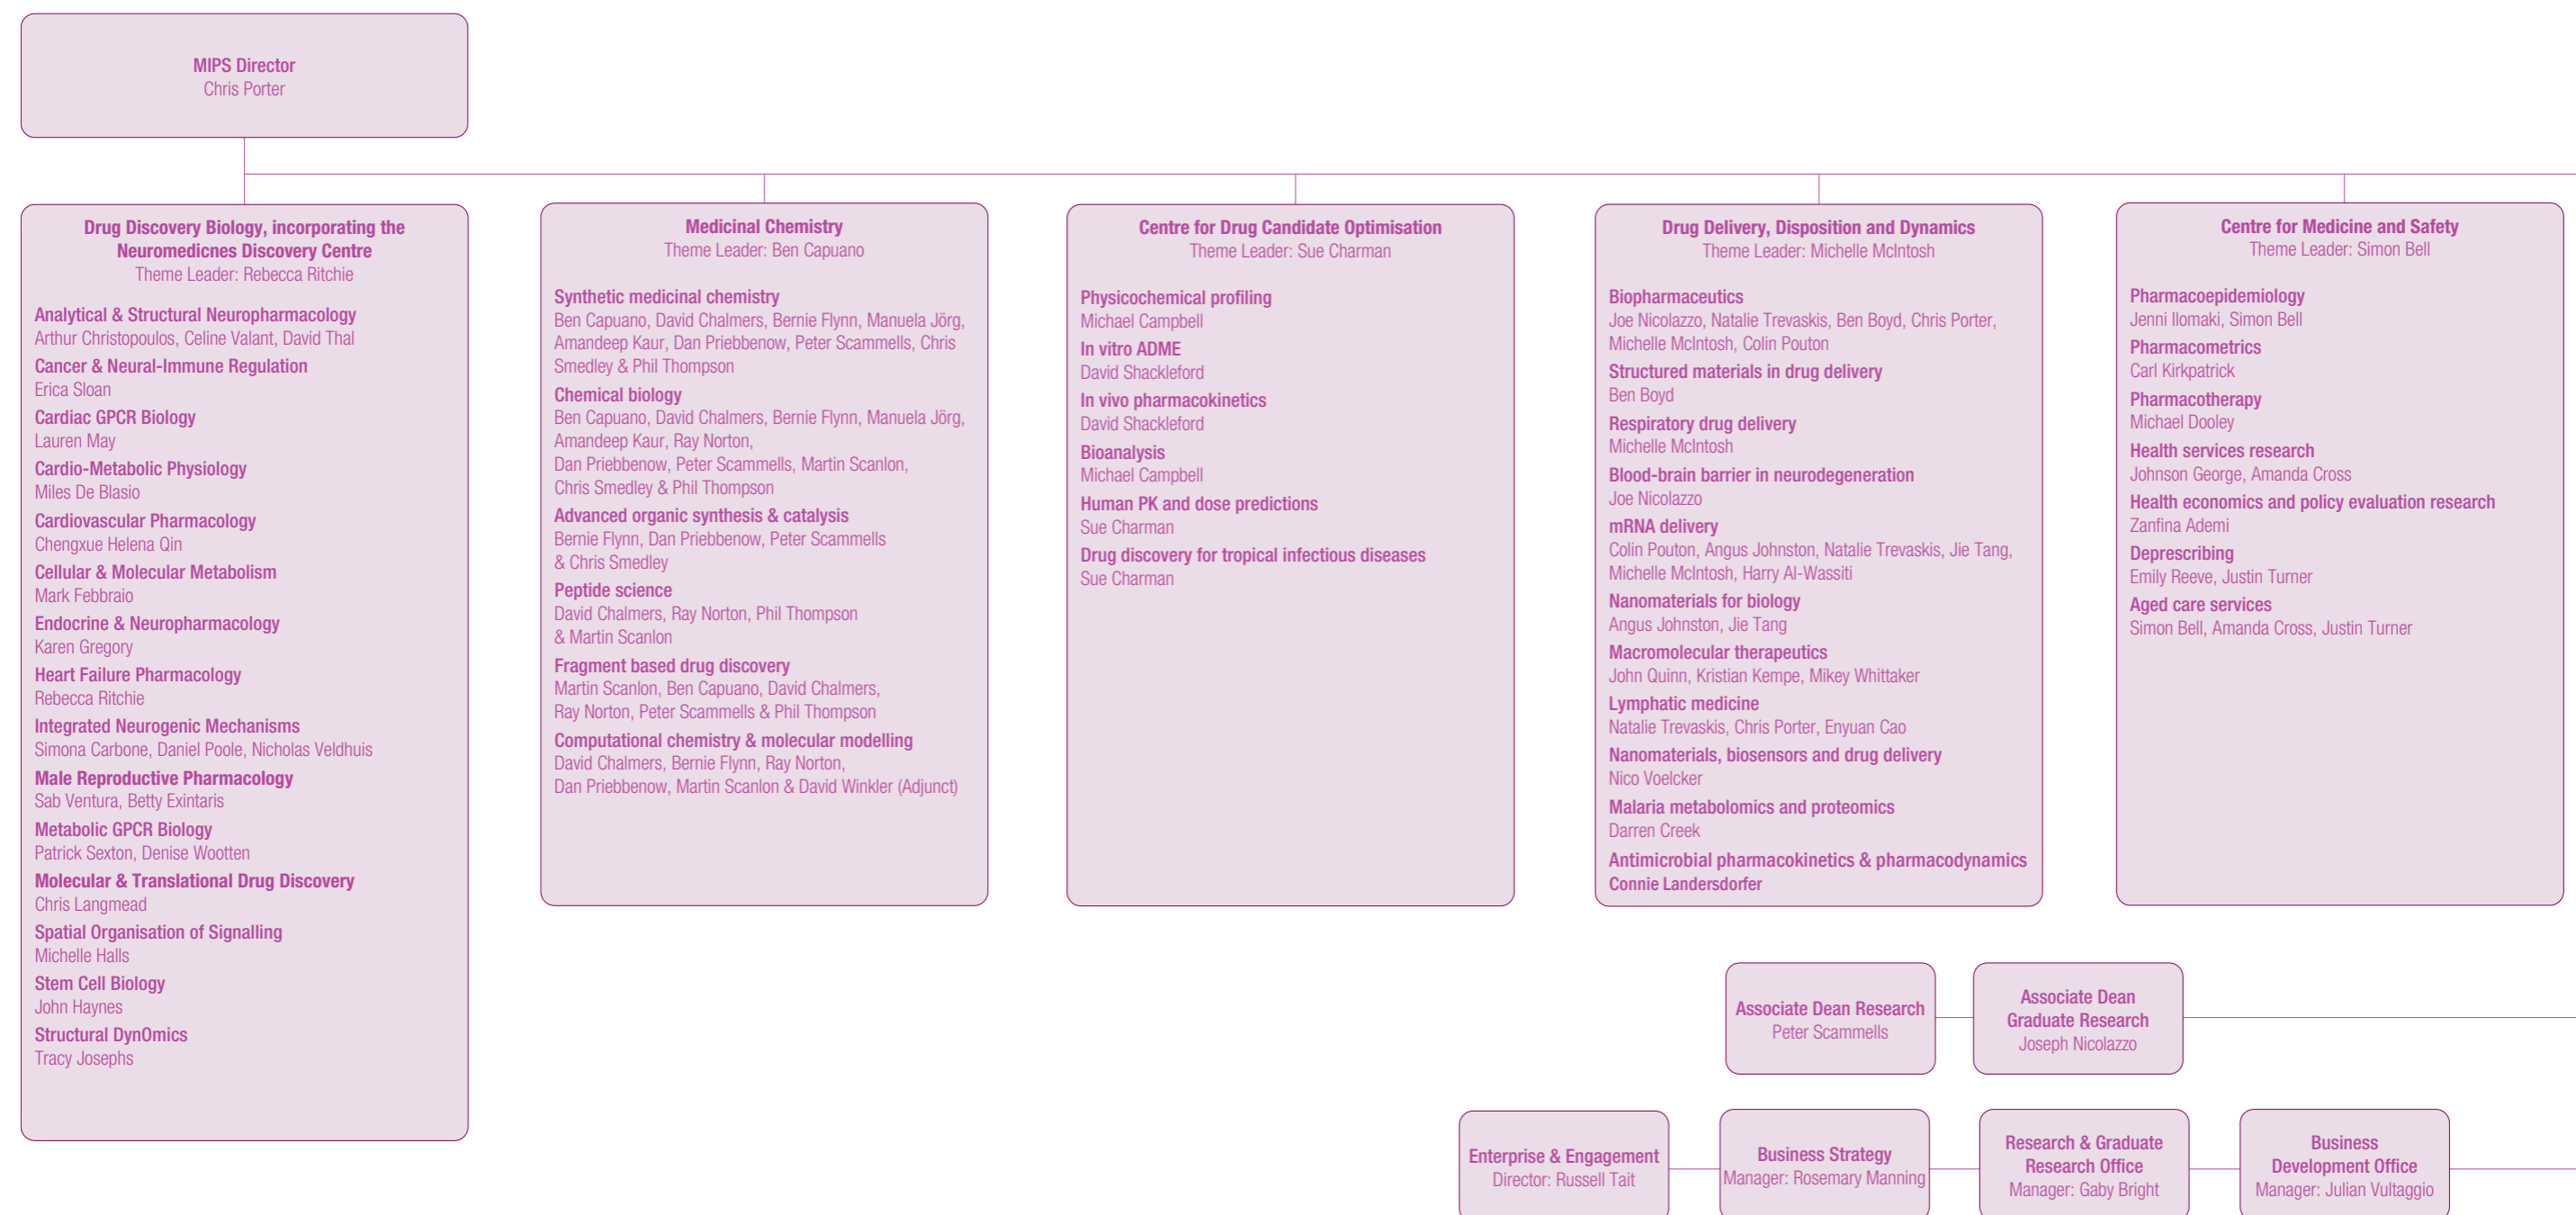 MIPS Director
Chris Porter
Drug Discovery Biology, incorporating the
Neuromedicnes Discovery Centre
Theme Leader: Rebecca Ritchie
Analytical & Structural Neuropharmacology
Arthur Christopoulos, Celine Valant, David Thal
Cancer & Neural-Immune Regulation
Erica Sloan
Cardiac GPCR Biology
Lauren May
Cardio-Metabolic Physiology
Miles De Blasio
Cardiovascular Pharmacology
Chengxue Helena Qin
Cellular & Molecular Metabolism
Mark Febbraio
Endocrine & Neuropharmacology
Karen Gregory
Heart Failure Pharmacology
Rebecca Ritchie
Integrated Neurogenic Mechanisms
Simona Carbone, Daniel Poole, Nicholas Veldhuis
Male Reproductive Pharmacology
Sab Ventura, Betty Exintaris
Metabolic GPCR Biology
Patrick Sexton, Denise Wootten
Molecular & Translational Drug Discovery
Chris Langmead
Spatial Organisation of Signalling
Michelle Halls
Stem Cell Biology
John Haynes
Structural DynOmics
Tracy Josephs
Medicinal Chemistry
Theme Leader: Ben Capuano
Synthetic medicinal chemistry
Ben Capuano, David Chalmers, Bernie Flynn, Manuela Jörg,
Amandeep Kaur, Dan Priebbenow, Peter Scammells, Chris
Smedley & Phil Thompson
Chemical biology
Ben Capuano, David Chalmers, Bernie Flynn, Manuela Jörg,
Amandeep Kaur, Ray Norton,
Dan Priebbenow, Peter Scammells, Martin Scanlon,
Chris Smedley & Phil Thompson
Advanced organic synthesis & catalysis
Bernie Flynn, Dan Priebbenow, Peter Scammells
& Chris Smedley
Peptide science
David Chalmers, Ray Norton, Phil Thompson
& Martin Scanlon
Fragment based drug discovery
Martin Scanlon, Ben Capuano, David Chalmers,
Ray Norton, Peter Scammells & Phil Thompson
Computational chemistry & molecular modelling
David Chalmers, Bernie Flynn, Ray Norton,
Dan Priebbenow, Martin Scanlon & David Winkler (Adjunct)
Centre for Drug Candidate Optimisation
Theme Leader: Sue Charman
Physicochemical profiling
Michael Campbell
In vitro ADME
David Shackleford
In vivo pharmacokinetics
David Shackleford
Bioanalysis
Michael Campbell
Human PK and dose predictions
Sue Charman
Drug discovery for tropical infectious diseases
Sue Charman
Drug Delivery, Disposition and Dynamics
Theme Leader: Michelle McIntosh
Biopharmaceutics
Joe Nicolazzo, Natalie Trevaskis, Ben Boyd, Chris Porter,
Michelle McIntosh, Colin Pouton
Structured materials in drug delivery
Ben Boyd
Respiratory drug delivery
Michelle McIntosh
Blood-brain barrier in neurodegeneration
Joe Nicolazzo
mRNA delivery
Colin Pouton, Angus Johnston, Natalie Trevaskis, Jie Tang,
Michelle McIntosh, Harry Al-Wassiti
Nanomaterials for biology
Angus Johnston, Jie Tang
Macromolecular therapeutics
John Quinn, Kristian Kempe, Mikey Whittaker
Lymphatic medicine
Natalie Trevaskis, Chris Porter, Enyuan Cao
Nanomaterials, biosensors and drug delivery
Nico Voelcker
Malaria metabolomics and proteomics
Darren Creek
Antimicrobial pharmacokinetics & pharmacodynamics
Connie Landersdorfer
Centre for Medicine and Safety
Theme Leader: Simon Bell
Pharmacoepidemiology
Jenni Ilomaki, Simon Bell
Pharmacometrics
Carl Kirkpatrick
Pharmacotherapy
Michael Dooley
Health services research
Johnson George, Amanda Cross
Health economics and policy evaluation research
Zanfina Ademi
Deprescribing
Emily Reeve, Justin Turner
Aged care services
Simon Bell, Amanda Cross, Justin Turner
Associate Dean Research
Peter Scammells
Associate Dean
Graduate Research
Joseph Nicolazzo
Enterprise & Engagement
Director: Russell Tait
Business Strategy
Manager: Rosemary Manning
Research & Graduate
Research Office
Manager: Gaby Bright
Business
Development Office
Manager: Julian Vultaggio